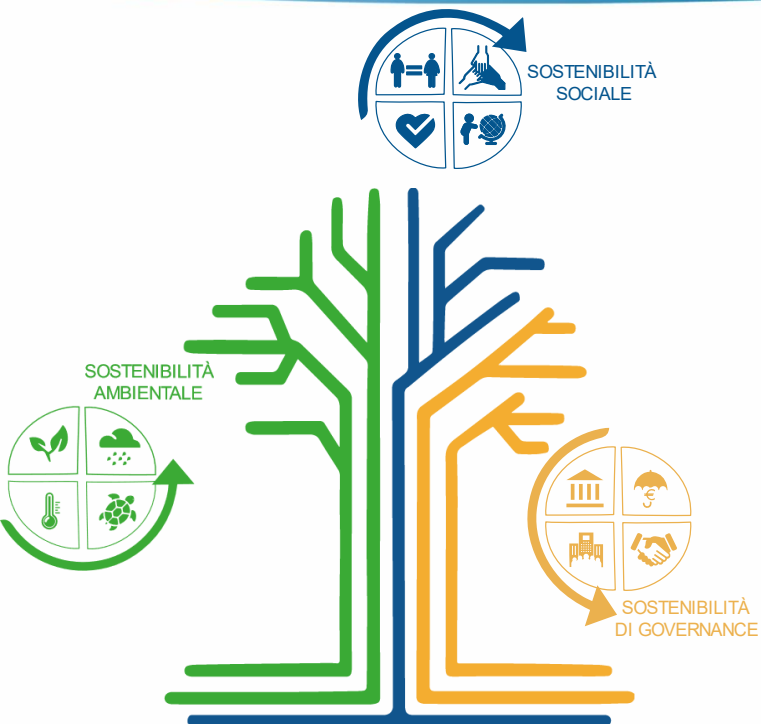 SOSTENIBILITÀ
SOCIALE
SOSTENIBILITÀ
AMBIENTALE
€
SOSTENIBILITÀ
DI GOVERNANCE